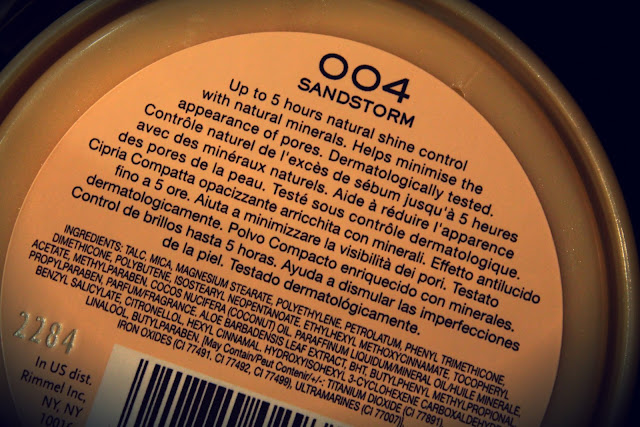 004
SANDSTORM
Up to 5 hours natural shine control
with natural minerals. Helps minimise the
appearance of pores. Dermatologically tested.
Contrôle naturel de l'excès de sébum jusqu'à 5 heures
avec des minéraux naturels. Aide à réduire l'apparence
des pores de la peau. Testé sous contrôle dermatologique.
Cipria Compatta opacizzante arricchita con minerali. Effetto antilucido
fino a 5 ore. Aiuta a minimizzare la visibilità dei pori. Testato
dermatologicamente. Polvo Compacto enriquecido con minerales.
Control de brillos hasta 5 horas. Ayuda a dismular las imperfecciones
de la piel. Testado dermatológicamente.
INGREDIENTS: TALC, MICA, MAGNESIUM STEARATE, POLYETHYLENE, PETROLATUM, PHENYL TRIMETHICONE,
DIMETHICONE, POLYBUTENE, ISOSTEARYL NEOPENTANOATE, ETHYLHEXYL METHOXYCINNAMATE, TOCOPHERYL
ACETATE, METHYLPARABEN, COCOS NUCIFERA (COCONUT) OIL, PARAFFINUM LIQUIDUM/MINERAL OIL/HUILE MINERALE,
PROPYLPARABEN, PARFUM/FRAGRANCE, ALOE BARBADENSIS LEAF EXTRACT, BHT, BUTYLPHENYL METHYLPROPIONAL,
BENZYL SALICYLATE, CITRONELLOL, HEXYL CINNAMAL, HYDROXYISOHEXYL 3-CYCLOHEXENE CARBOXALDEHYDE,
LINALOOL, BUTYLPARABEN, [May Contain/Peut Contenir/+/-: TITANIUM DIOXIDE (CI 77891),
IRON OXIDES (CI 77491, CI 77492, CI 77499), ULTRAMARINES (CI 77007)]
2284
In US dist.
Rimmel Inc,
NY, NY